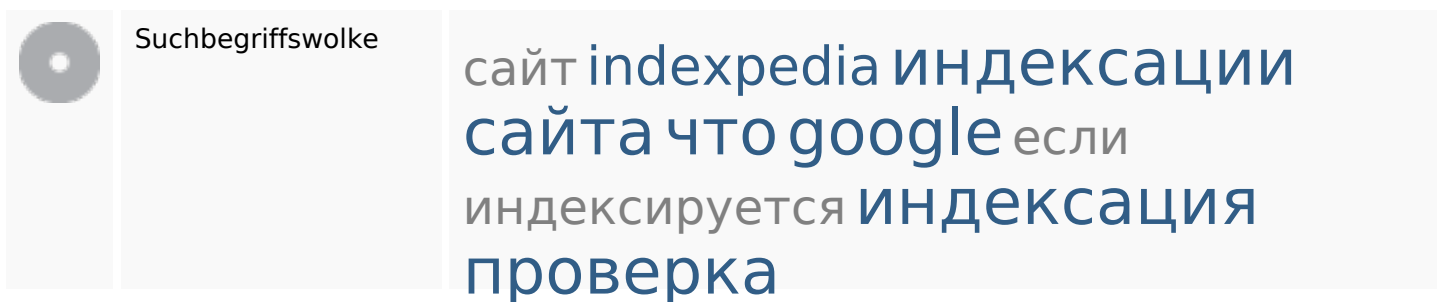 Suchbegriffswolke
сайт indexpedia индексации
сайта что google если
индексируется индексация
проверка